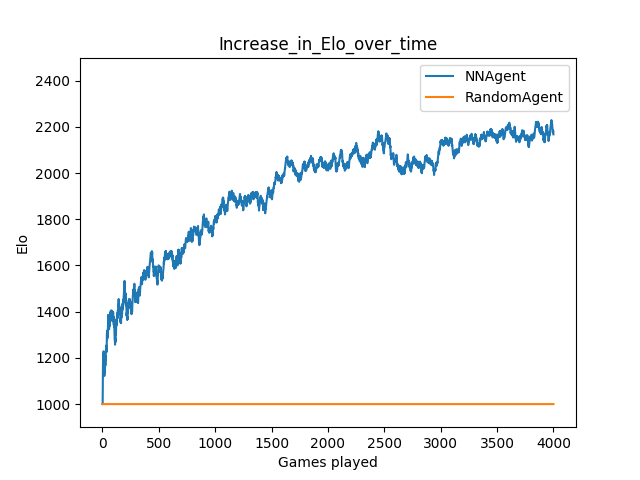 Increase_in_Elo_over_time
NNAgent
RandomAgent
2400
2200
2000
1800
1600
1400
1200
1000
Elo
0 500 1000 1500 2000 2500 3000 3500 4000
Games played